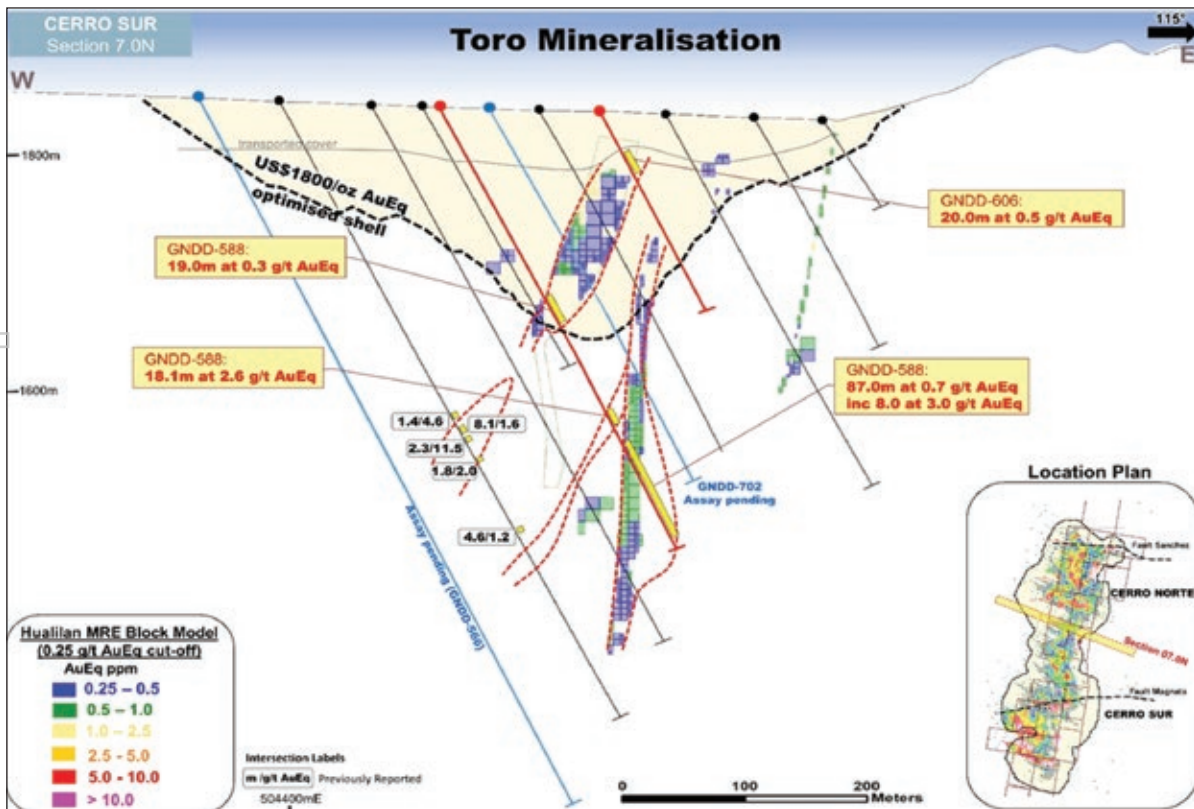 CERRO SUR
Section 7.0N
Toro Mineralisation
115°
W
E
transported cover
1800m
US$1800/oz AuEq
optimised shell
GNDD-606:
20.0m at 0.5 g/t AuEq
GNDD-588:
19.0m at 0.3 g/t AuEq
GNDD-588:
18.1m at 2.6 g/t AuEq
GNDD-588:
87.0m at 0.7 g/t AuEq
inc 8.0 at 3.0 g/t AuEq
1600m
1.4/4.6
8.1/1.6
2.3/11.5
1.8/2.0
4.6/1.2
GNDD-702
Assay pending
Assay pending (GNDD-566)
Location Plan
Fault Sanchez
CERRO NORTE
Section 07.0N
Fault Magnata
CERRO SUR
Hualilan MRE Block Model
(0.25 g/t AuEq cut-off)
AuEq ppm
0.25 – 0.5
0.5 – 1.0
1.0 – 2.5
2.5 - 5.0
5.0 - 10.0
> 10.0
Intersection Labels
m /g/t AuEq Previously Reported
504400mE
0 100 200
Meters